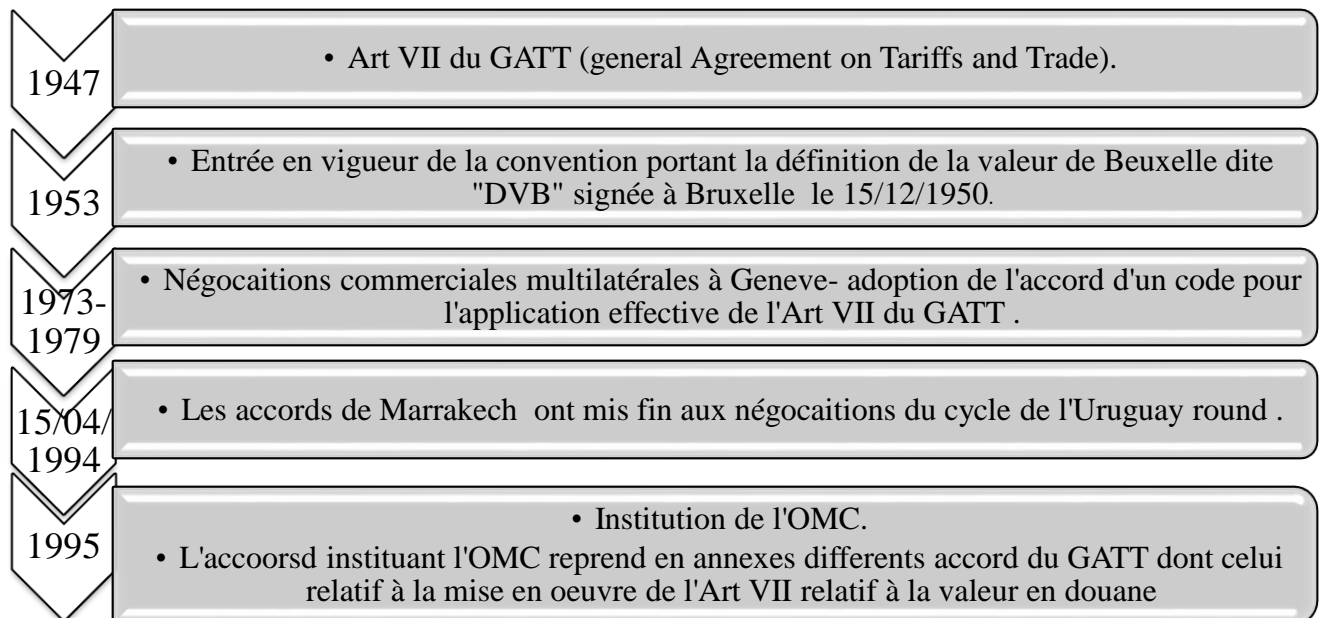 1947
• Art VII du GATT (general Agreement on Tariffs and Trade).
1953
• Entrée en vigueur de la convention portant la définition de la valeur de Beuxelle dite
"DVB" signée à Bruxelle le 15/12/1950.
1973-
1979
• Négocaitions commerciales multilatérales à Geneve- adoption de l'accord d'un code pour
l'application effective de l'Art VII du GATT .
15/04/
1994
• Les accords de Marrakech ont mis fin aux négocaitions du cycle de l'Uruguay round .
1995
• Institution de l'OMC.
• L'accoorsd instituant l'OMC reprend en annexes differents accord du GATT dont celui
relatif à la mise en oeuvre de l'Art VII relatif à la valeur en douane